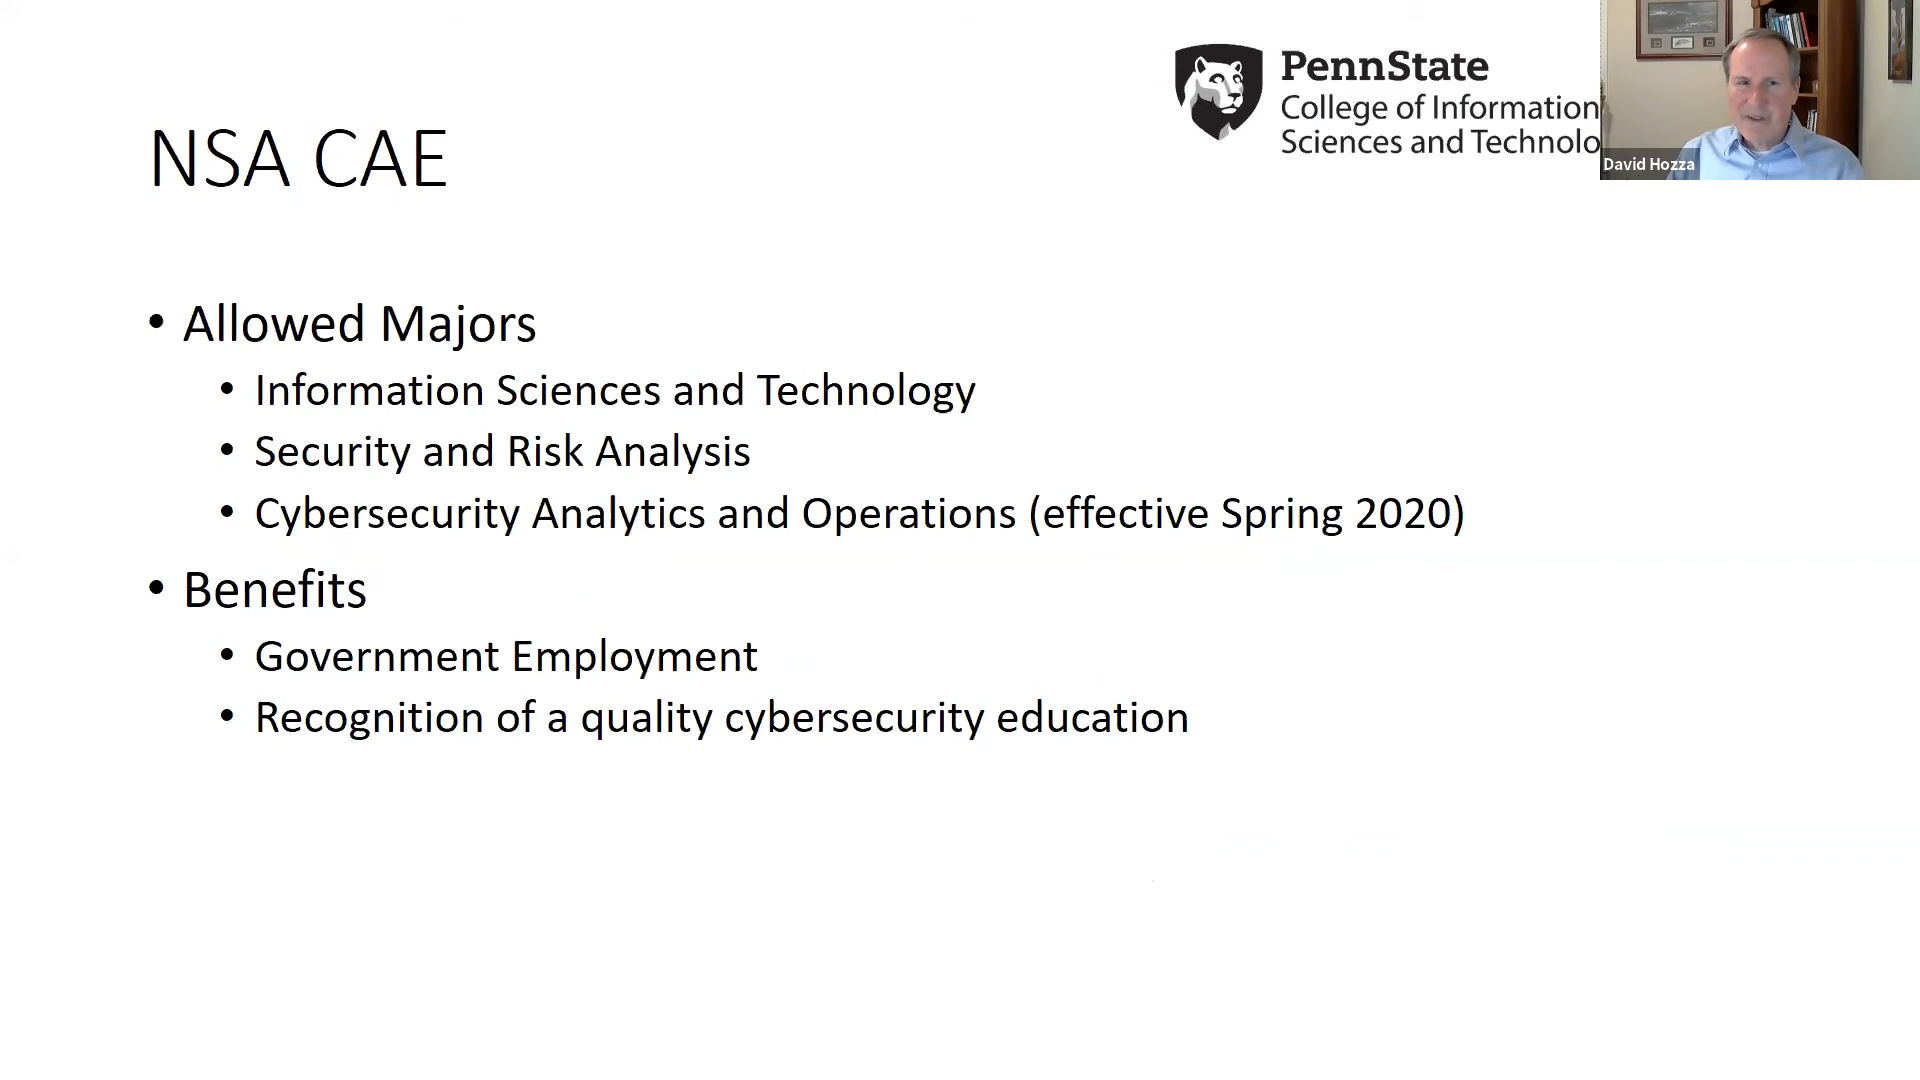 PennState
College of Information
Sciences and Technolo
David Hozza
NSA CAE
• Allowed Majors
• Information Sciences and Technology
• Security and Risk Analysis
• Cybersecurity Analytics and Operations (effective Spring 2020)
• Benefits
• Government Employment
• Recognition of a quality cybersecurity education